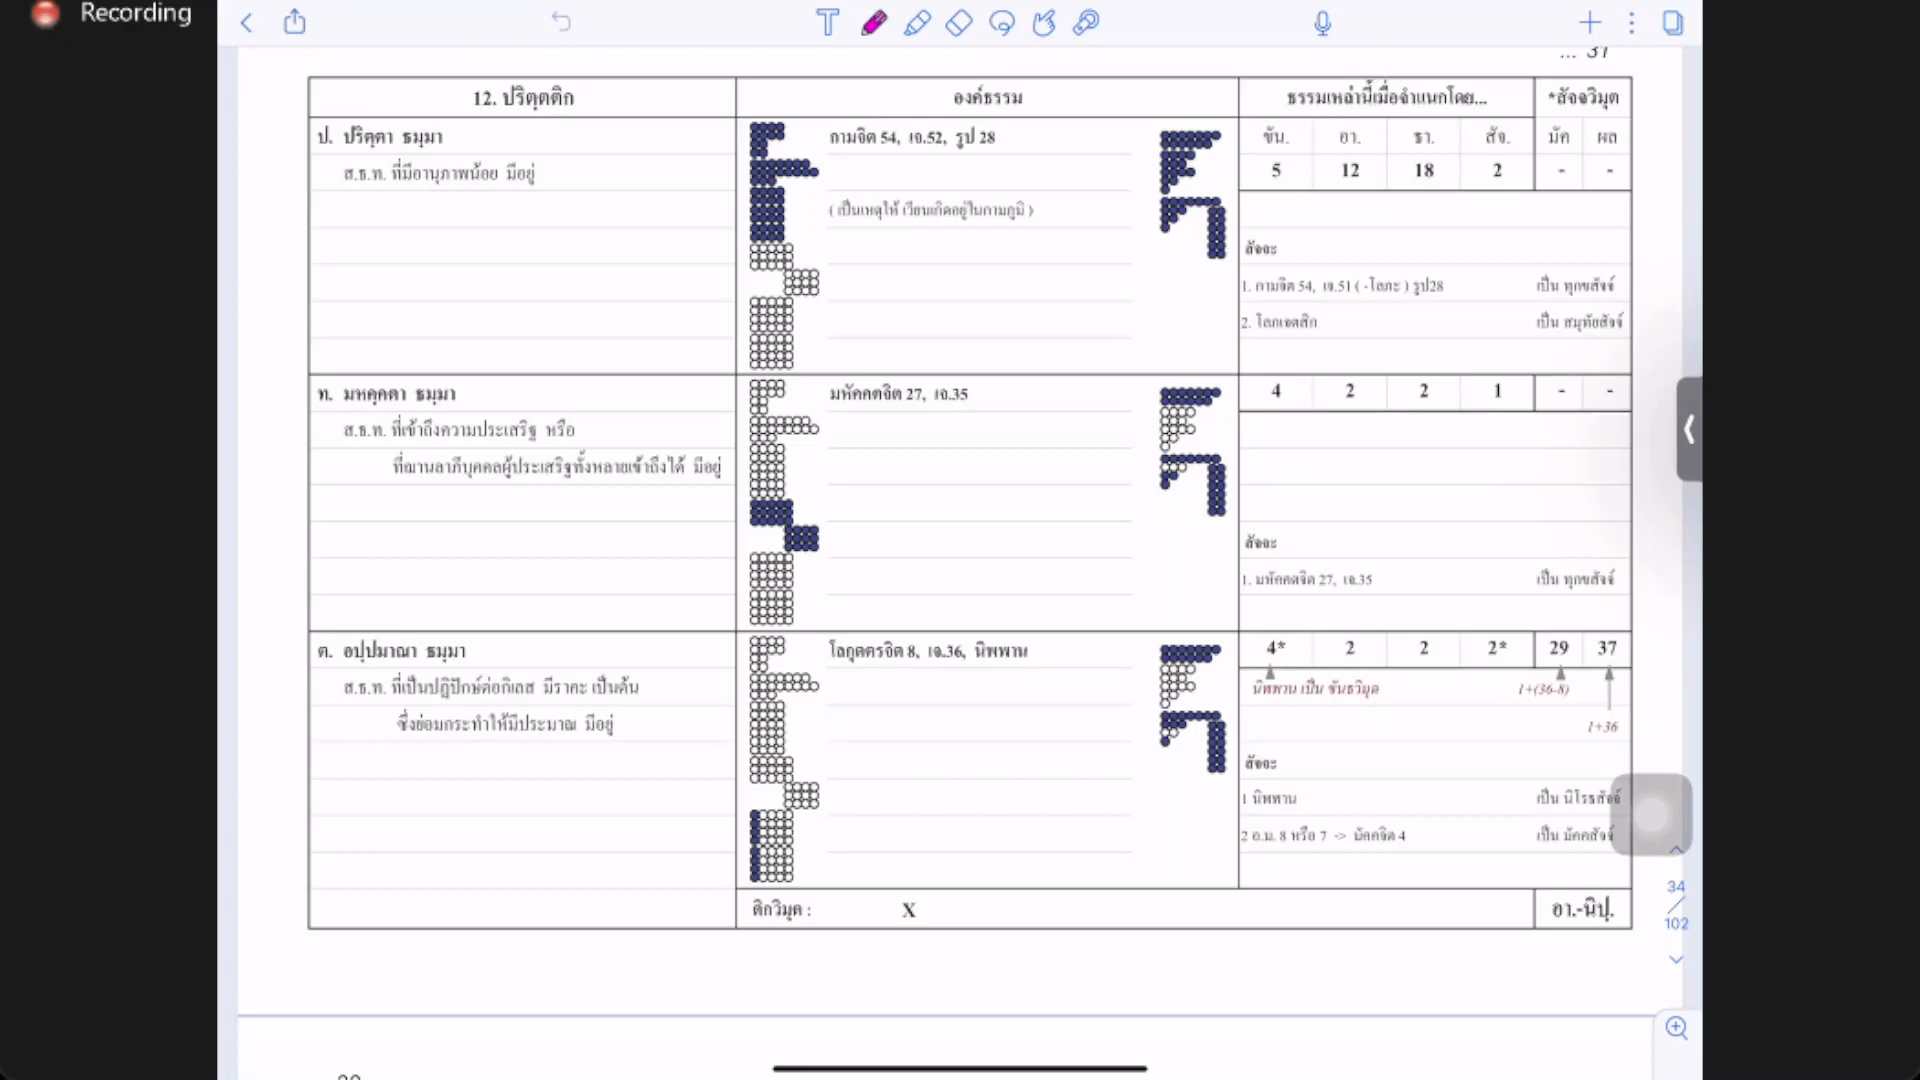 Recording
... 31
12. ปริตฺตติก องค์ธรรม ธรรมเหล่านี้เมื่อจำแนกโดย... *สัจจวิมุต
ป. ปริตฺตา ธมฺมา กามจิต 54, เจ.52, รูป 28 ขัน. อา. ธา. สัจ. มัค ผล
ส.ธ.ท. ที่มีอานุภาพน้อย มีอยู่ 5 12 18 2 - -
( เป็นเหตุให้ เวียนเกิดอยู่ในกามภูมิ )
สัจจะ
1. กามจิต 54, เจ.51 ( -โลภะ ) รูป28 เป็น ทุกขสัจจ์
2. โลภเจตสิก เป็น สมุทัยสัจจ์
ท. มหคฺคตา ธมฺมา มหัคคตจิต 27, เจ.35 4 2 2 1 - -
ส.ธ.ท. ที่เข้าถึงความประเสริฐ หรือ
ที่ฌานลาภีบุคคลผู้ประเสริฐทั้งหลายเข้าถึงได้ มีอยู่
สัจจะ
1. มหัคคตจิต 27, เจ.35 เป็น ทุกขสัจจ์
ต. อปฺปมาณา ธมฺมา โลกุตตรจิต 8, เจ.36, นิพพาน 4* 2 2 2* 29 37
ส.ธ.ท. ที่เป็นปฏิปักษ์ต่อกิเลส มีราคะ เป็นต้น นิพพาน เป็น ขันธวิมุต 1+(36-8)
ซึ่งย่อมกระทำให้มีประมาณ มีอยู่ 1+36
สัจจะ
1 นิพพาน เป็น นิโรธสัจจ์
2 อ.ม. 8 หรือ 7 -> มัคคจิต 4 เป็น มัคคสัจจ์
ติกวิมุต : X อา.-นิปฺ.
34
102